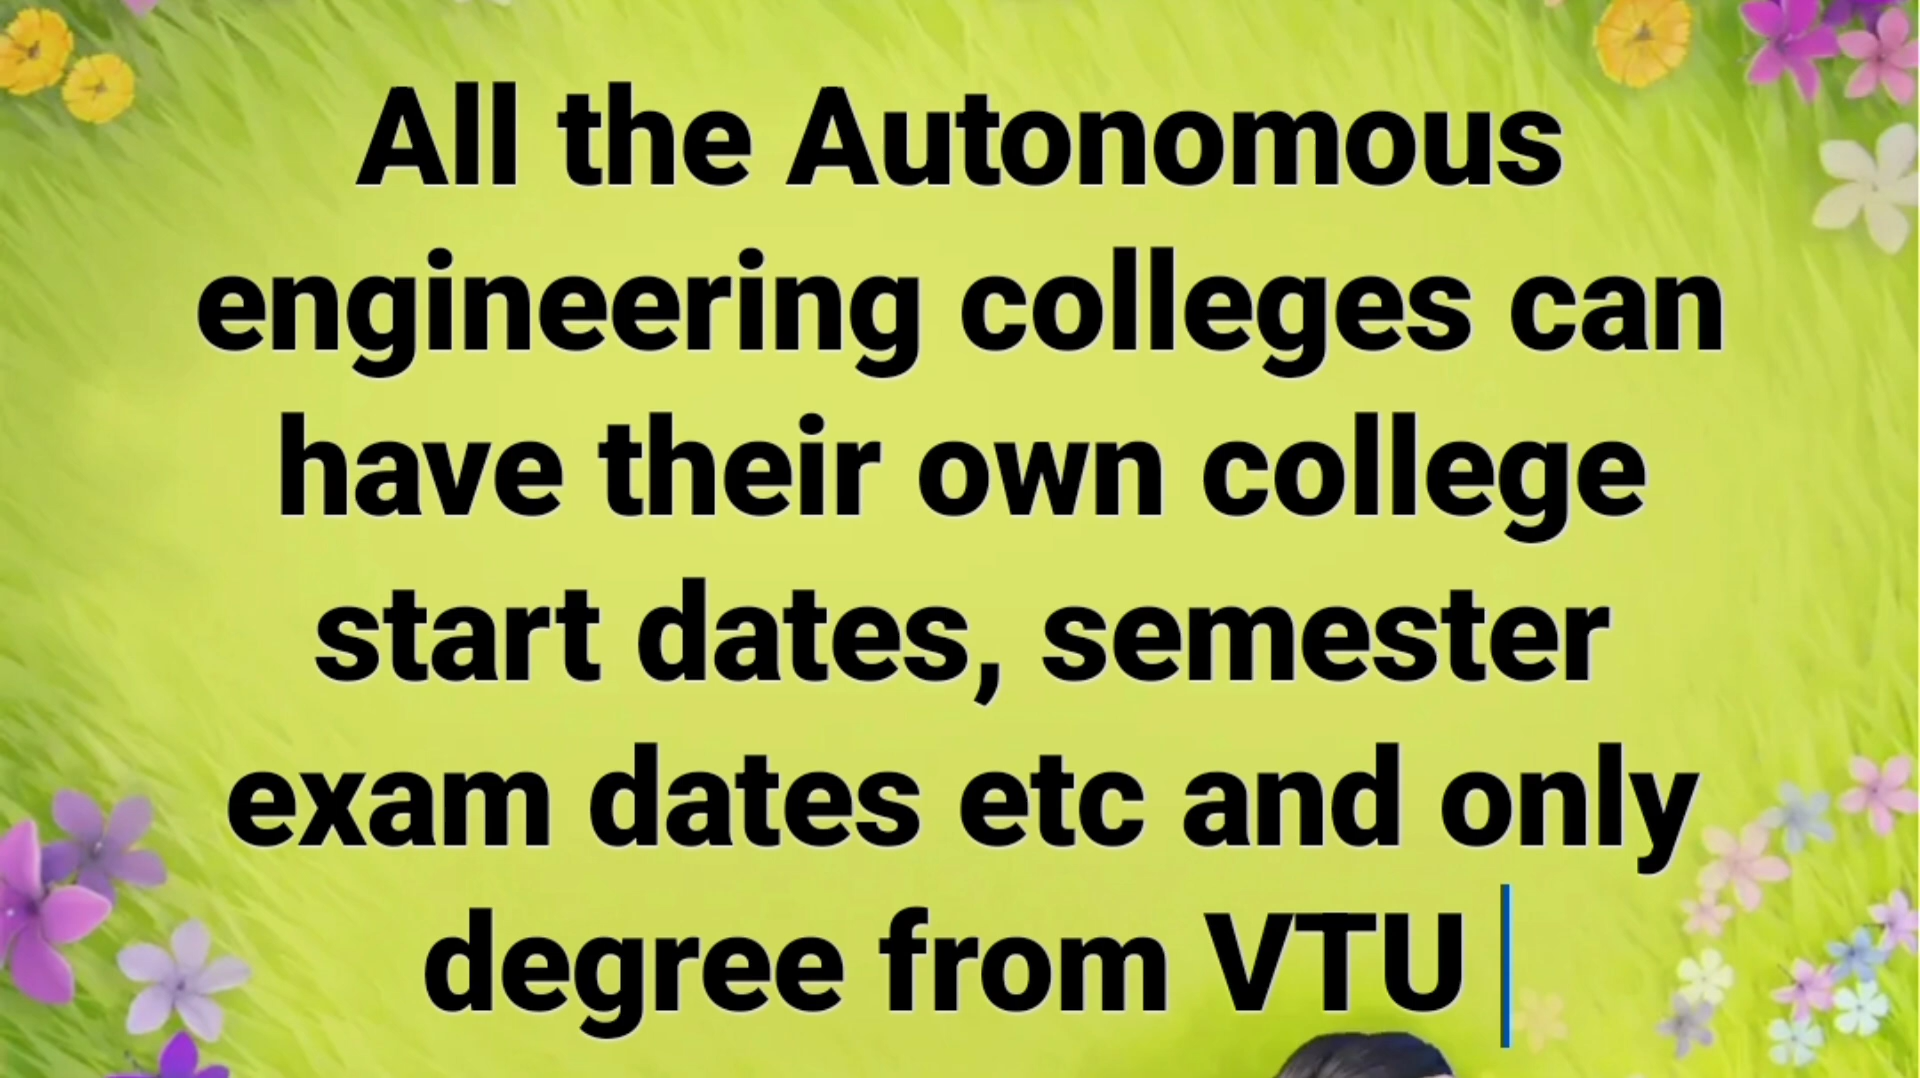 All the Autonomous
engineering colleges can
have their own college
start dates, semester
exam dates etc and only
degree from VTU